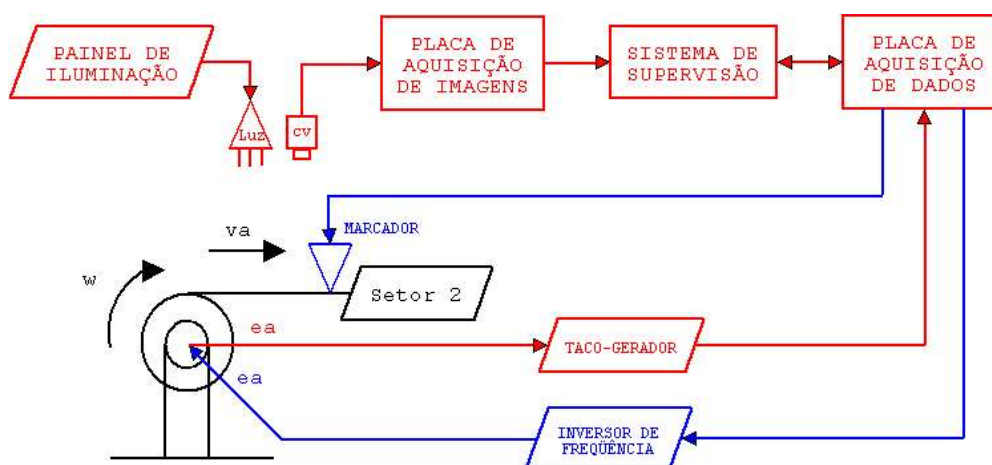 PAINEL DE
ILUMINAÇÃO
PLACA DE
AQUISIÇÃO
DE IMAGENS
SISTEMA DE
SUPERVISÃO
PLACA DE
AQUISIÇÃO
DE DADOS
Luz
cv
MARCADOR
va
w
Setor 2
ea
TACO-GERADOR
ea
INVERSOR DE
FREQÜÊNCIA